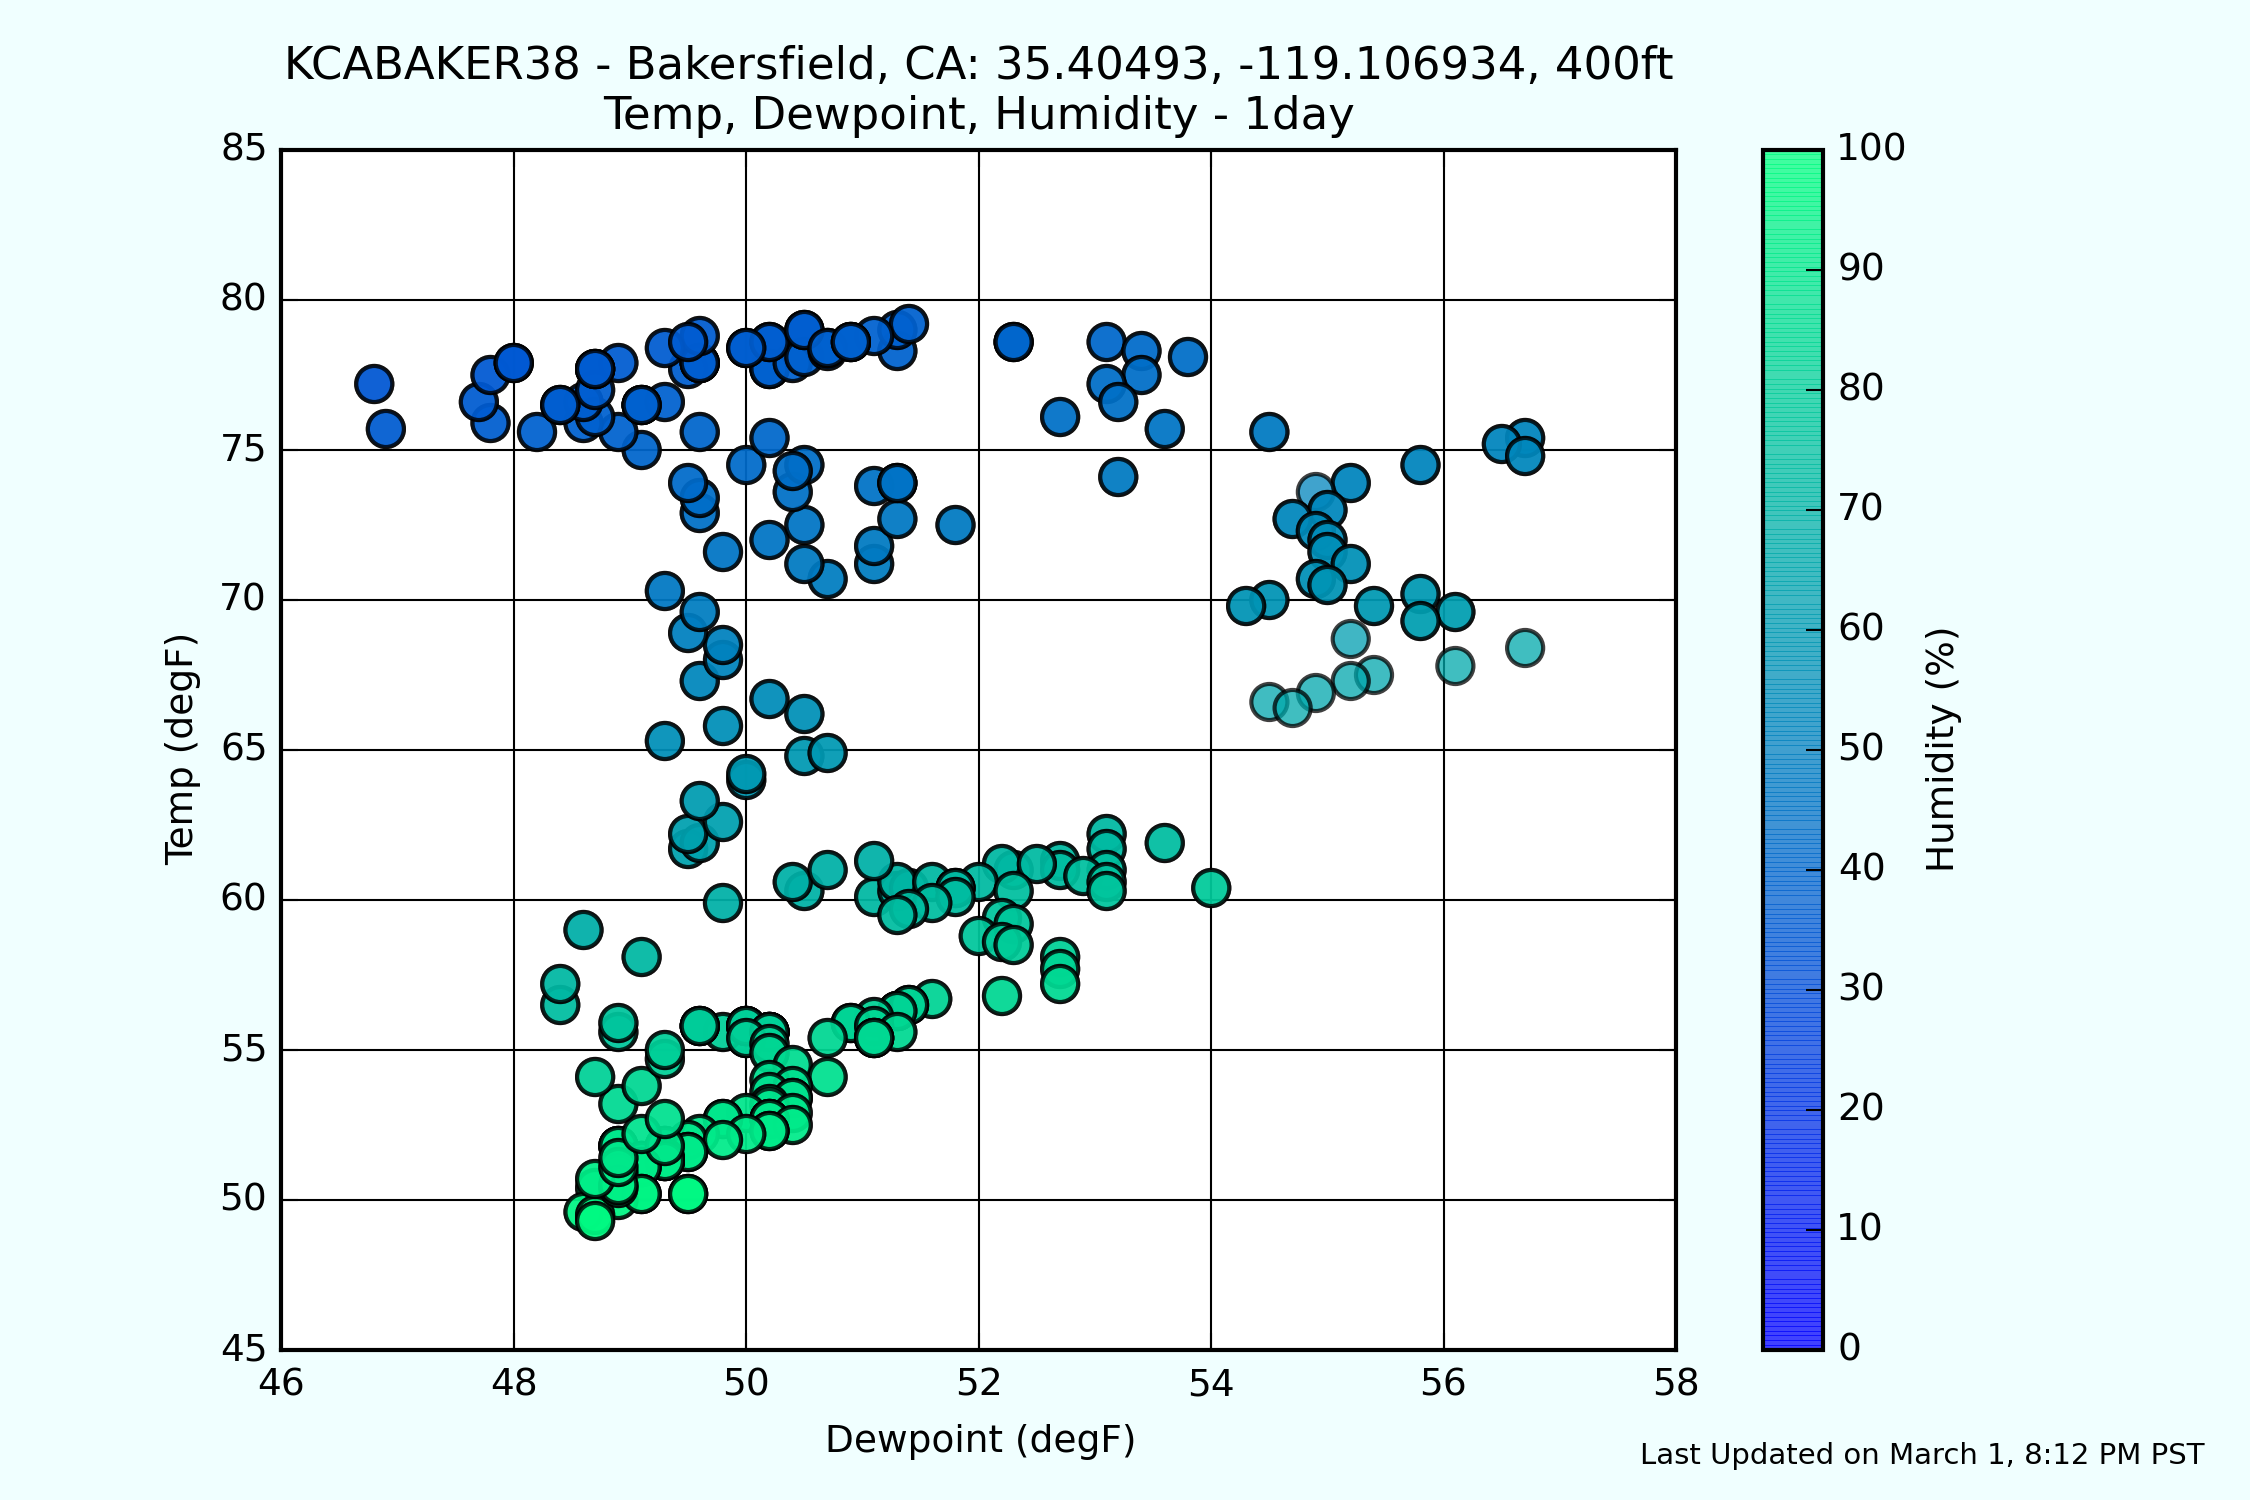 KCABAKER38 - Bakersfield, CA: 35.40493, -119.106934, 400ft
Temp, Dewpoint, Humidity - 1day
85
80
75
70
65
60
55
50
45
Temp (degF)
46 48 50 52 54 56 58
Dewpoint (degF)
100
90
80
70
60
50
40
30
20
10
0
Humidity (%)
Last Updated on March 1, 8:12 PM PST